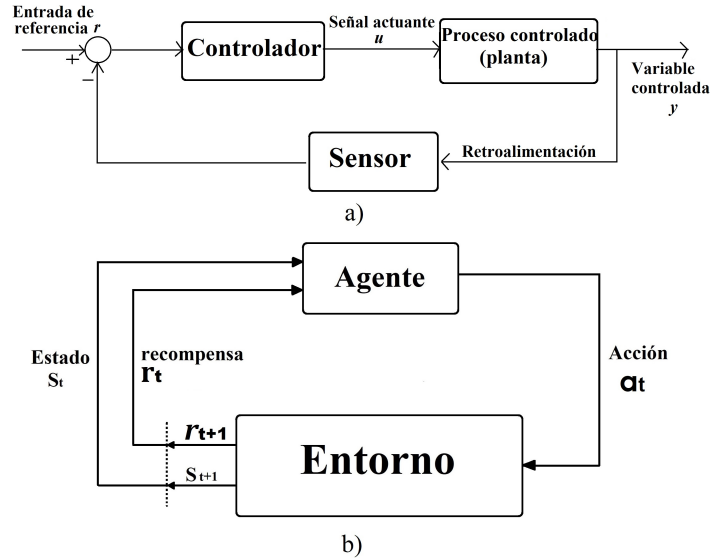 Entrada de
referencia r
+
−
Controlador
Señal actuante
u
Proceso controlado
(planta)
Variable
controlada
y
Retroalimentación
Sensor
a)
Agente
Estado
St
recompensa
rt
Acción
at
rt+1
St+1
Entorno
b)